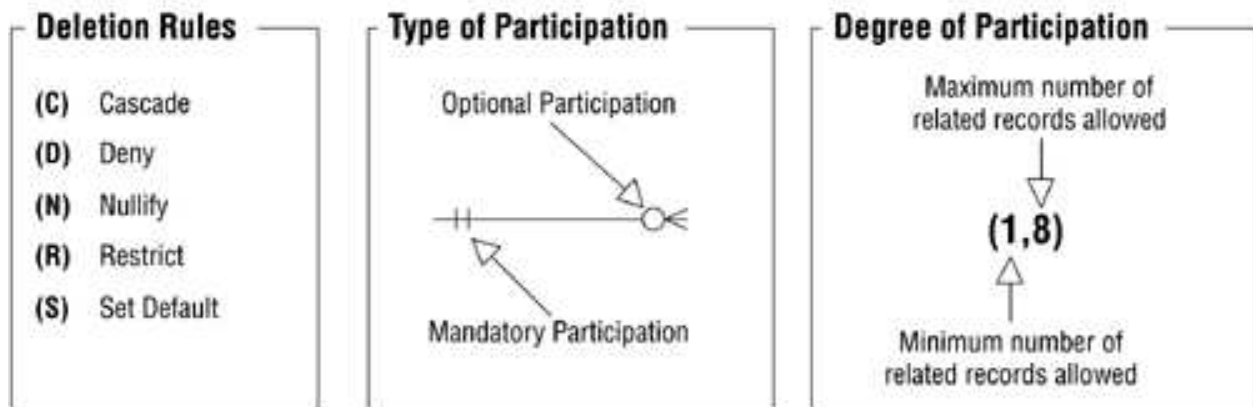 Deletion Rules
(C) Cascade
(D) Deny
(N) Nullify
(R) Restrict
(S) Set Default
Type of Participation
Optional Participation
Mandatory Participation
Degree of Participation
Maximum number of
related records allowed
(1,8)
Minimum number of
related records allowed